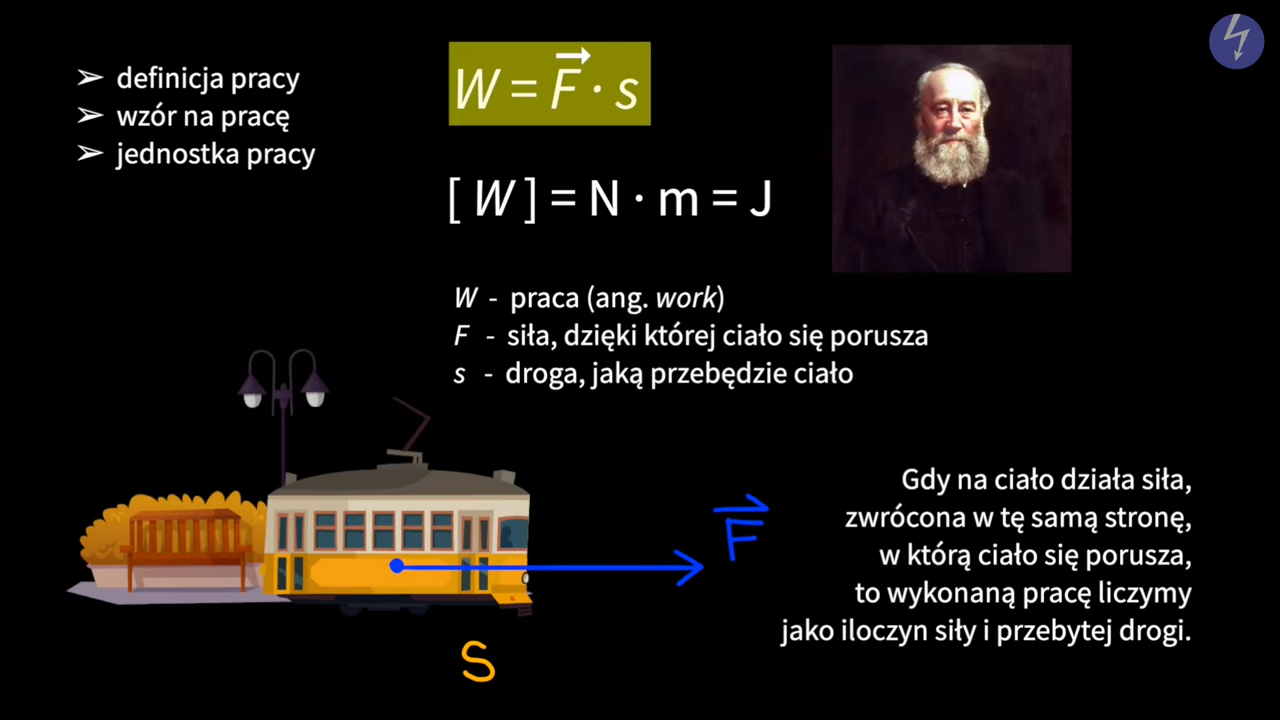 ➢ definicja pracy
➢ wzór na pracę
➢ jednostka pracy
W = F⃗ · s
[ W ] = N · m = J
W - praca (ang. work)
F - siła, dzięki której ciało się porusza
s - droga, jaką przebędzie ciało
F⃗
s
Gdy na ciało działa siła,
zwrócona w tę samą stronę,
w którą ciało się porusza,
to wykonaną pracę liczymy
jako iloczyn siły i przebytej drogi.